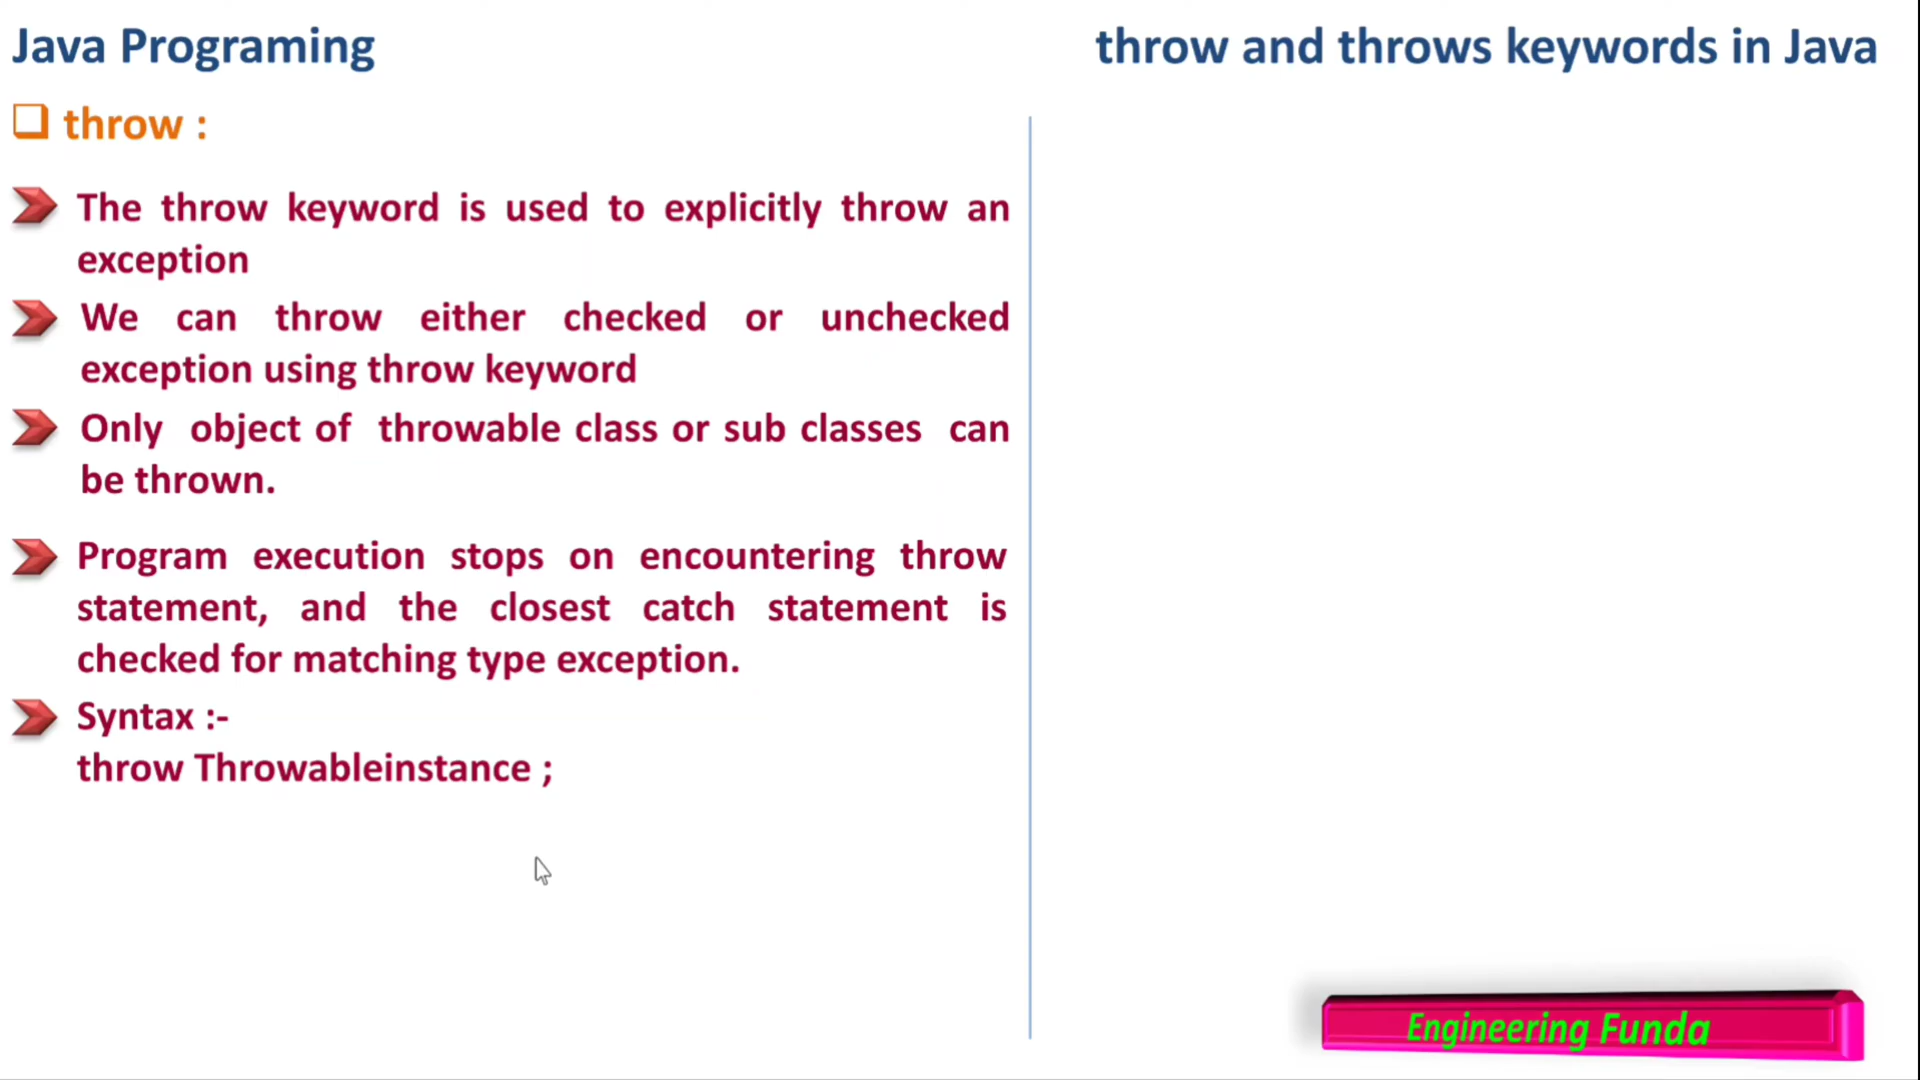 Java Programing
throw and throws keywords in Java
throw :
The throw keyword is used to explicitly throw an
exception
We can throw either checked or unchecked
exception using throw keyword
Only object of throwable class or sub classes can
be thrown.
Program execution stops on encountering throw
statement, and the closest catch statement is
checked for matching type exception.
Syntax :-
throw Throwableinstance ;
Engineering Funda